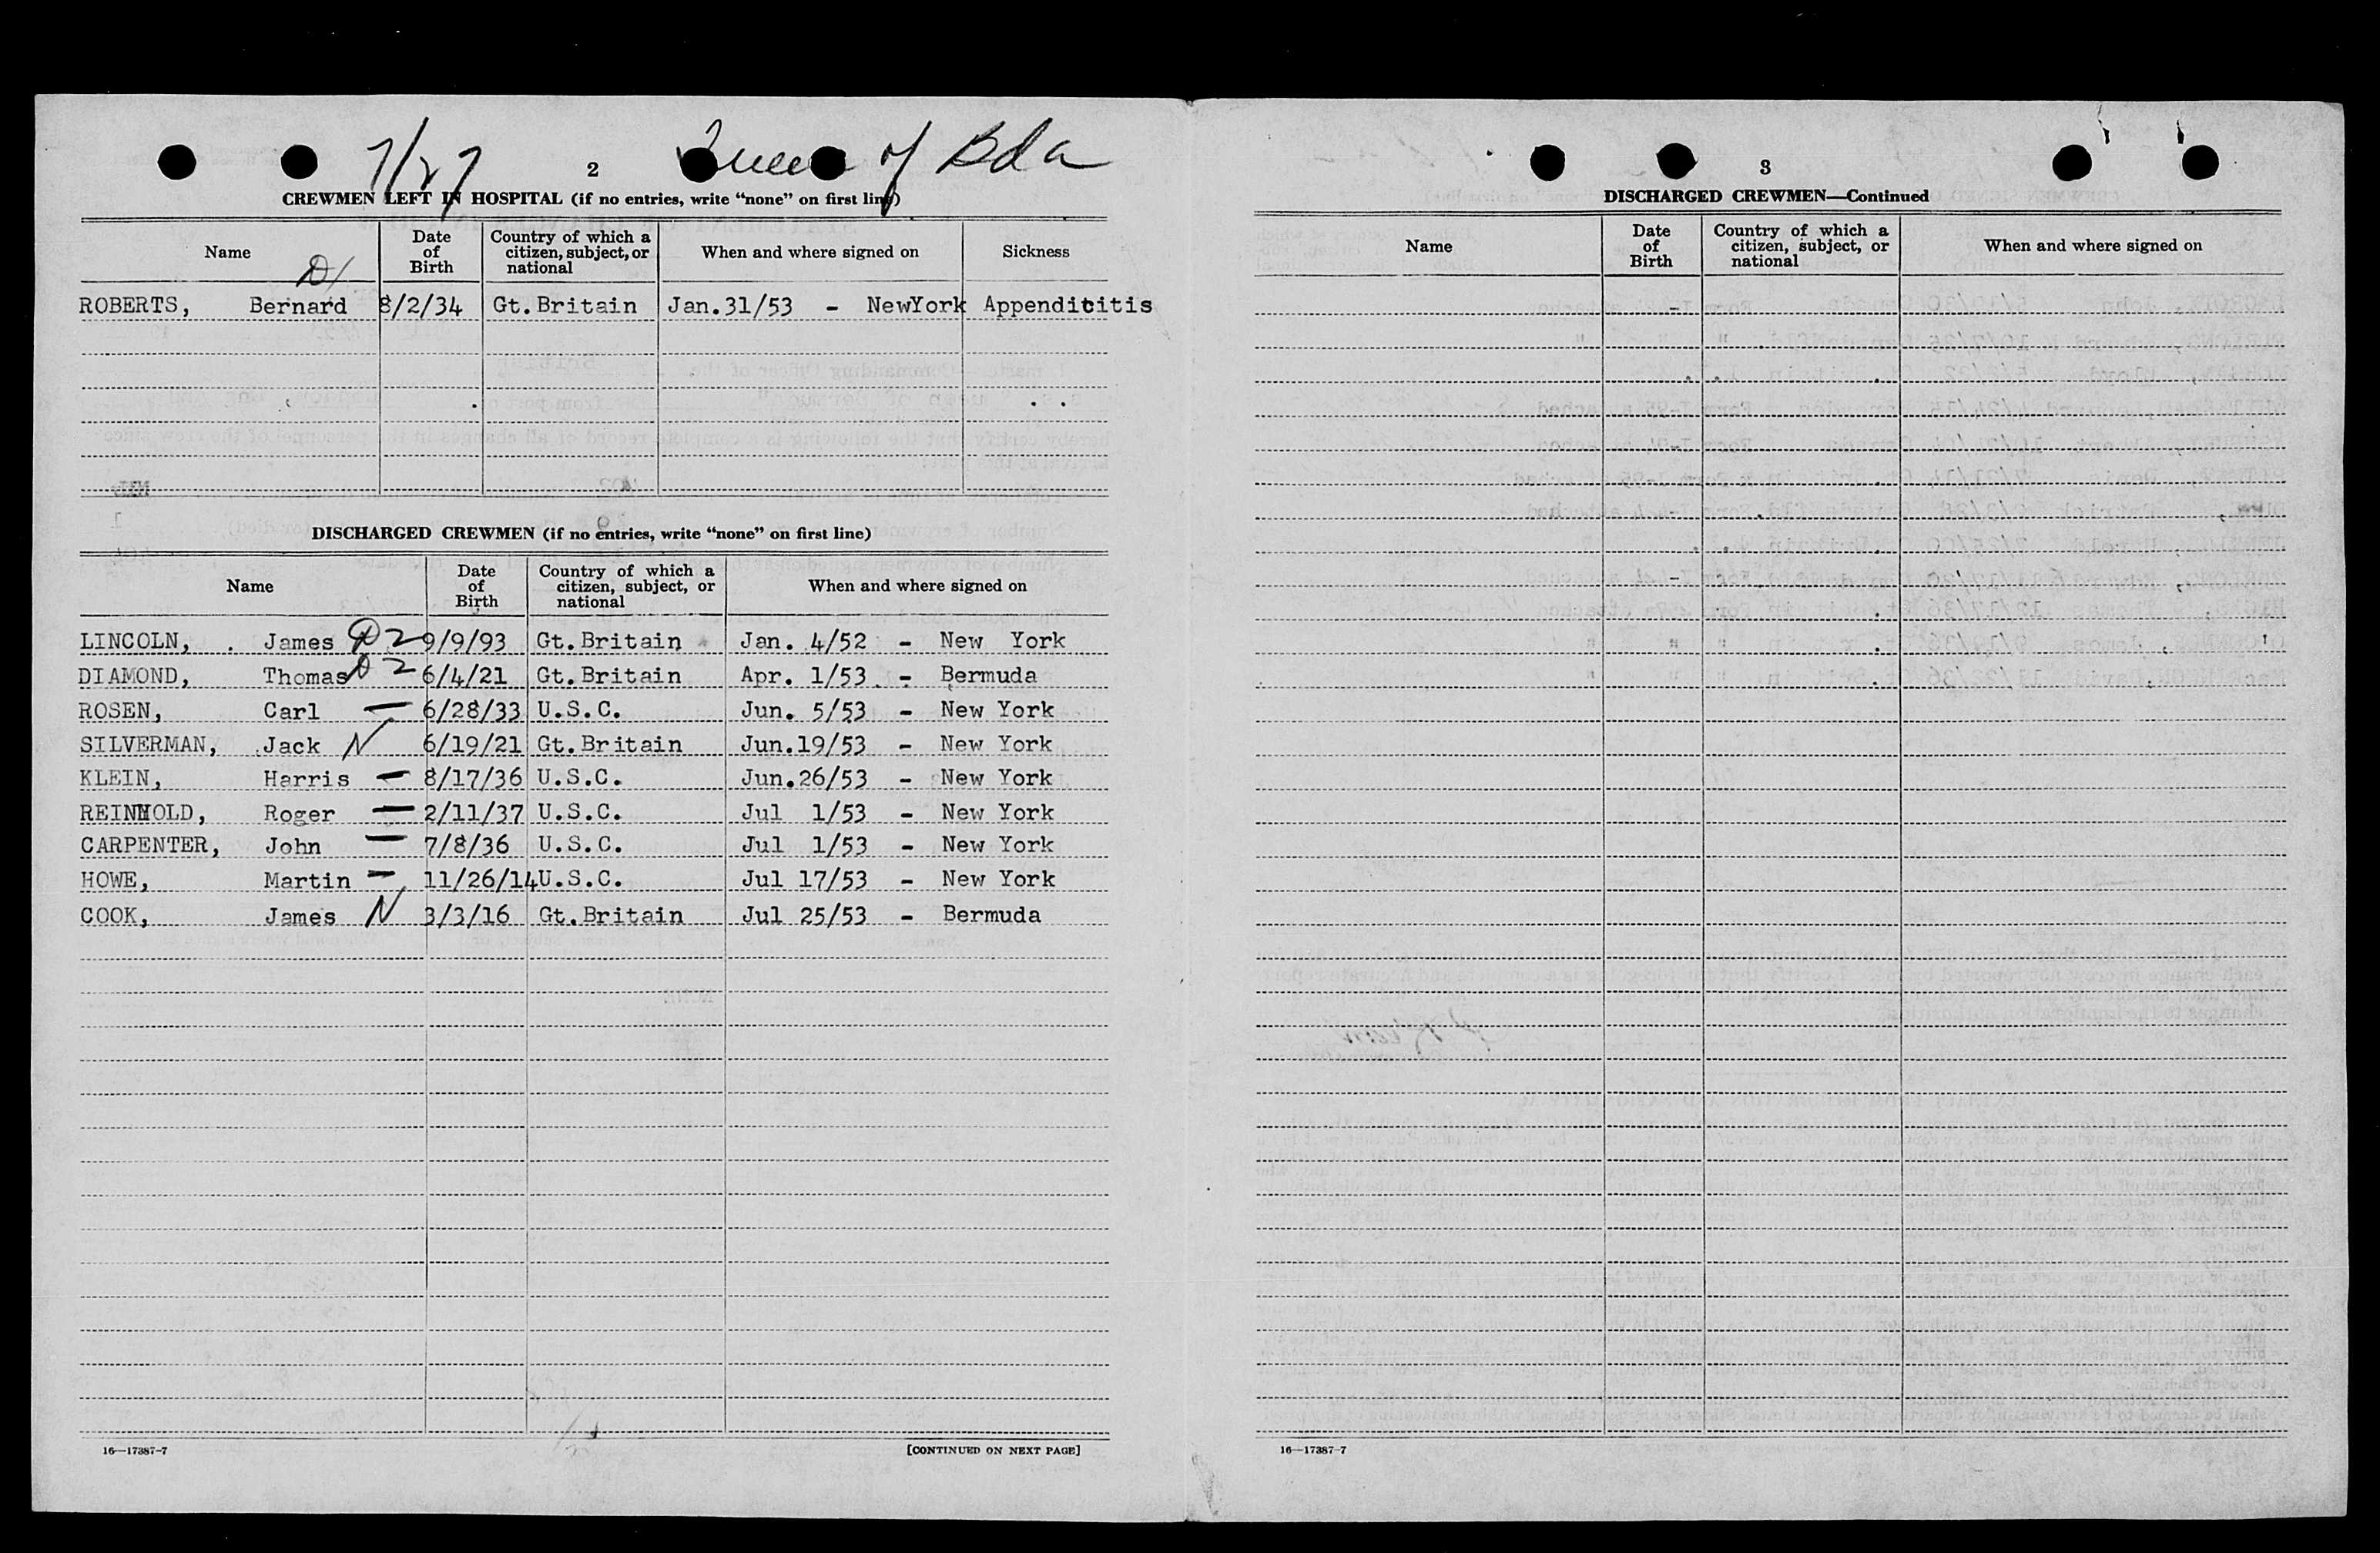 7/27 Queen of Bda
2
CREWMEN LEFT IN HOSPITAL (if no entries, write “none” on first line)
Name Date of Birth Country of which a citizen, subject, or national When and where signed on Sickness
D/
ROBERTS, Bernard 8/2/34 Gt.Britain Jan.31/53 - NewYork Appendicitis
DISCHARGED CREWMEN (if no entries, write “none” on first line)
Name Date of Birth Country of which a citizen, subject, or national When and where signed on
LINCOLN, James D2 9/9/93 Gt.Britain Jan. 4/52 - New York
DIAMOND, Thomas D2 6/4/21 Gt.Britain Apr. 1/53 - Bermuda
ROSEN, Carl — 6/28/33 U.S.C. Jun. 5/53 - New York
SILVERMAN, Jack N 6/19/21 Gt.Britain Jun.19/53 - New York
KLEIN, Harris — 8/17/36 U.S.C. Jun.26/53 - New York
REINHOLD, Roger — 2/11/37 U.S.C. Jul 1/53 - New York
CARPENTER, John — 7/8/36 U.S.C. Jul 1/53 - New York
HOWE, Martin — 11/26/14 U.S.C. Jul 17/53 - New York
COOK, James N 3/3/16 Gt.Britain Jul 25/53 - Bermuda
16—17387-7 [CONTINUED ON NEXT PAGE]
3
DISCHARGED CREWMEN—Continued
Name Date of Birth Country of which a citizen, subject, or national When and where signed on
16—17387-7